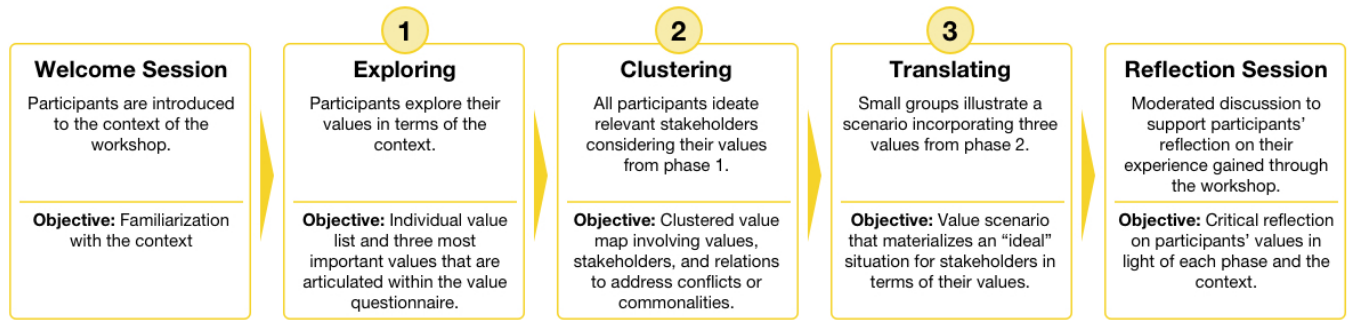 1
2
3
Welcome Session
Participants are introduced
to the context of the
workshop.
Objective: Familiarization
with the context
Exploring
Participants explore their
values in terms of the
context.
Objective: Individual value
list and three most
important values that are
articulated within the value
questionnaire.
Clustering
All participants ideate
relevant stakeholders
considering their values
from phase 1.
Objective: Clustered value
map involving values,
stakeholders, and relations
to address conflicts or
commonalities.
Translating
Small groups illustrate a
scenario incorporating three
values from phase 2.
Objective: Value scenario
that materializes an “ideal”
situation for stakeholders in
terms of their values.
Reflection Session
Moderated discussion to
support participants’
reflection on their
experience gained through
the workshop.
Objective: Critical reflection
on participants’ values in
light of each phase and the
context.